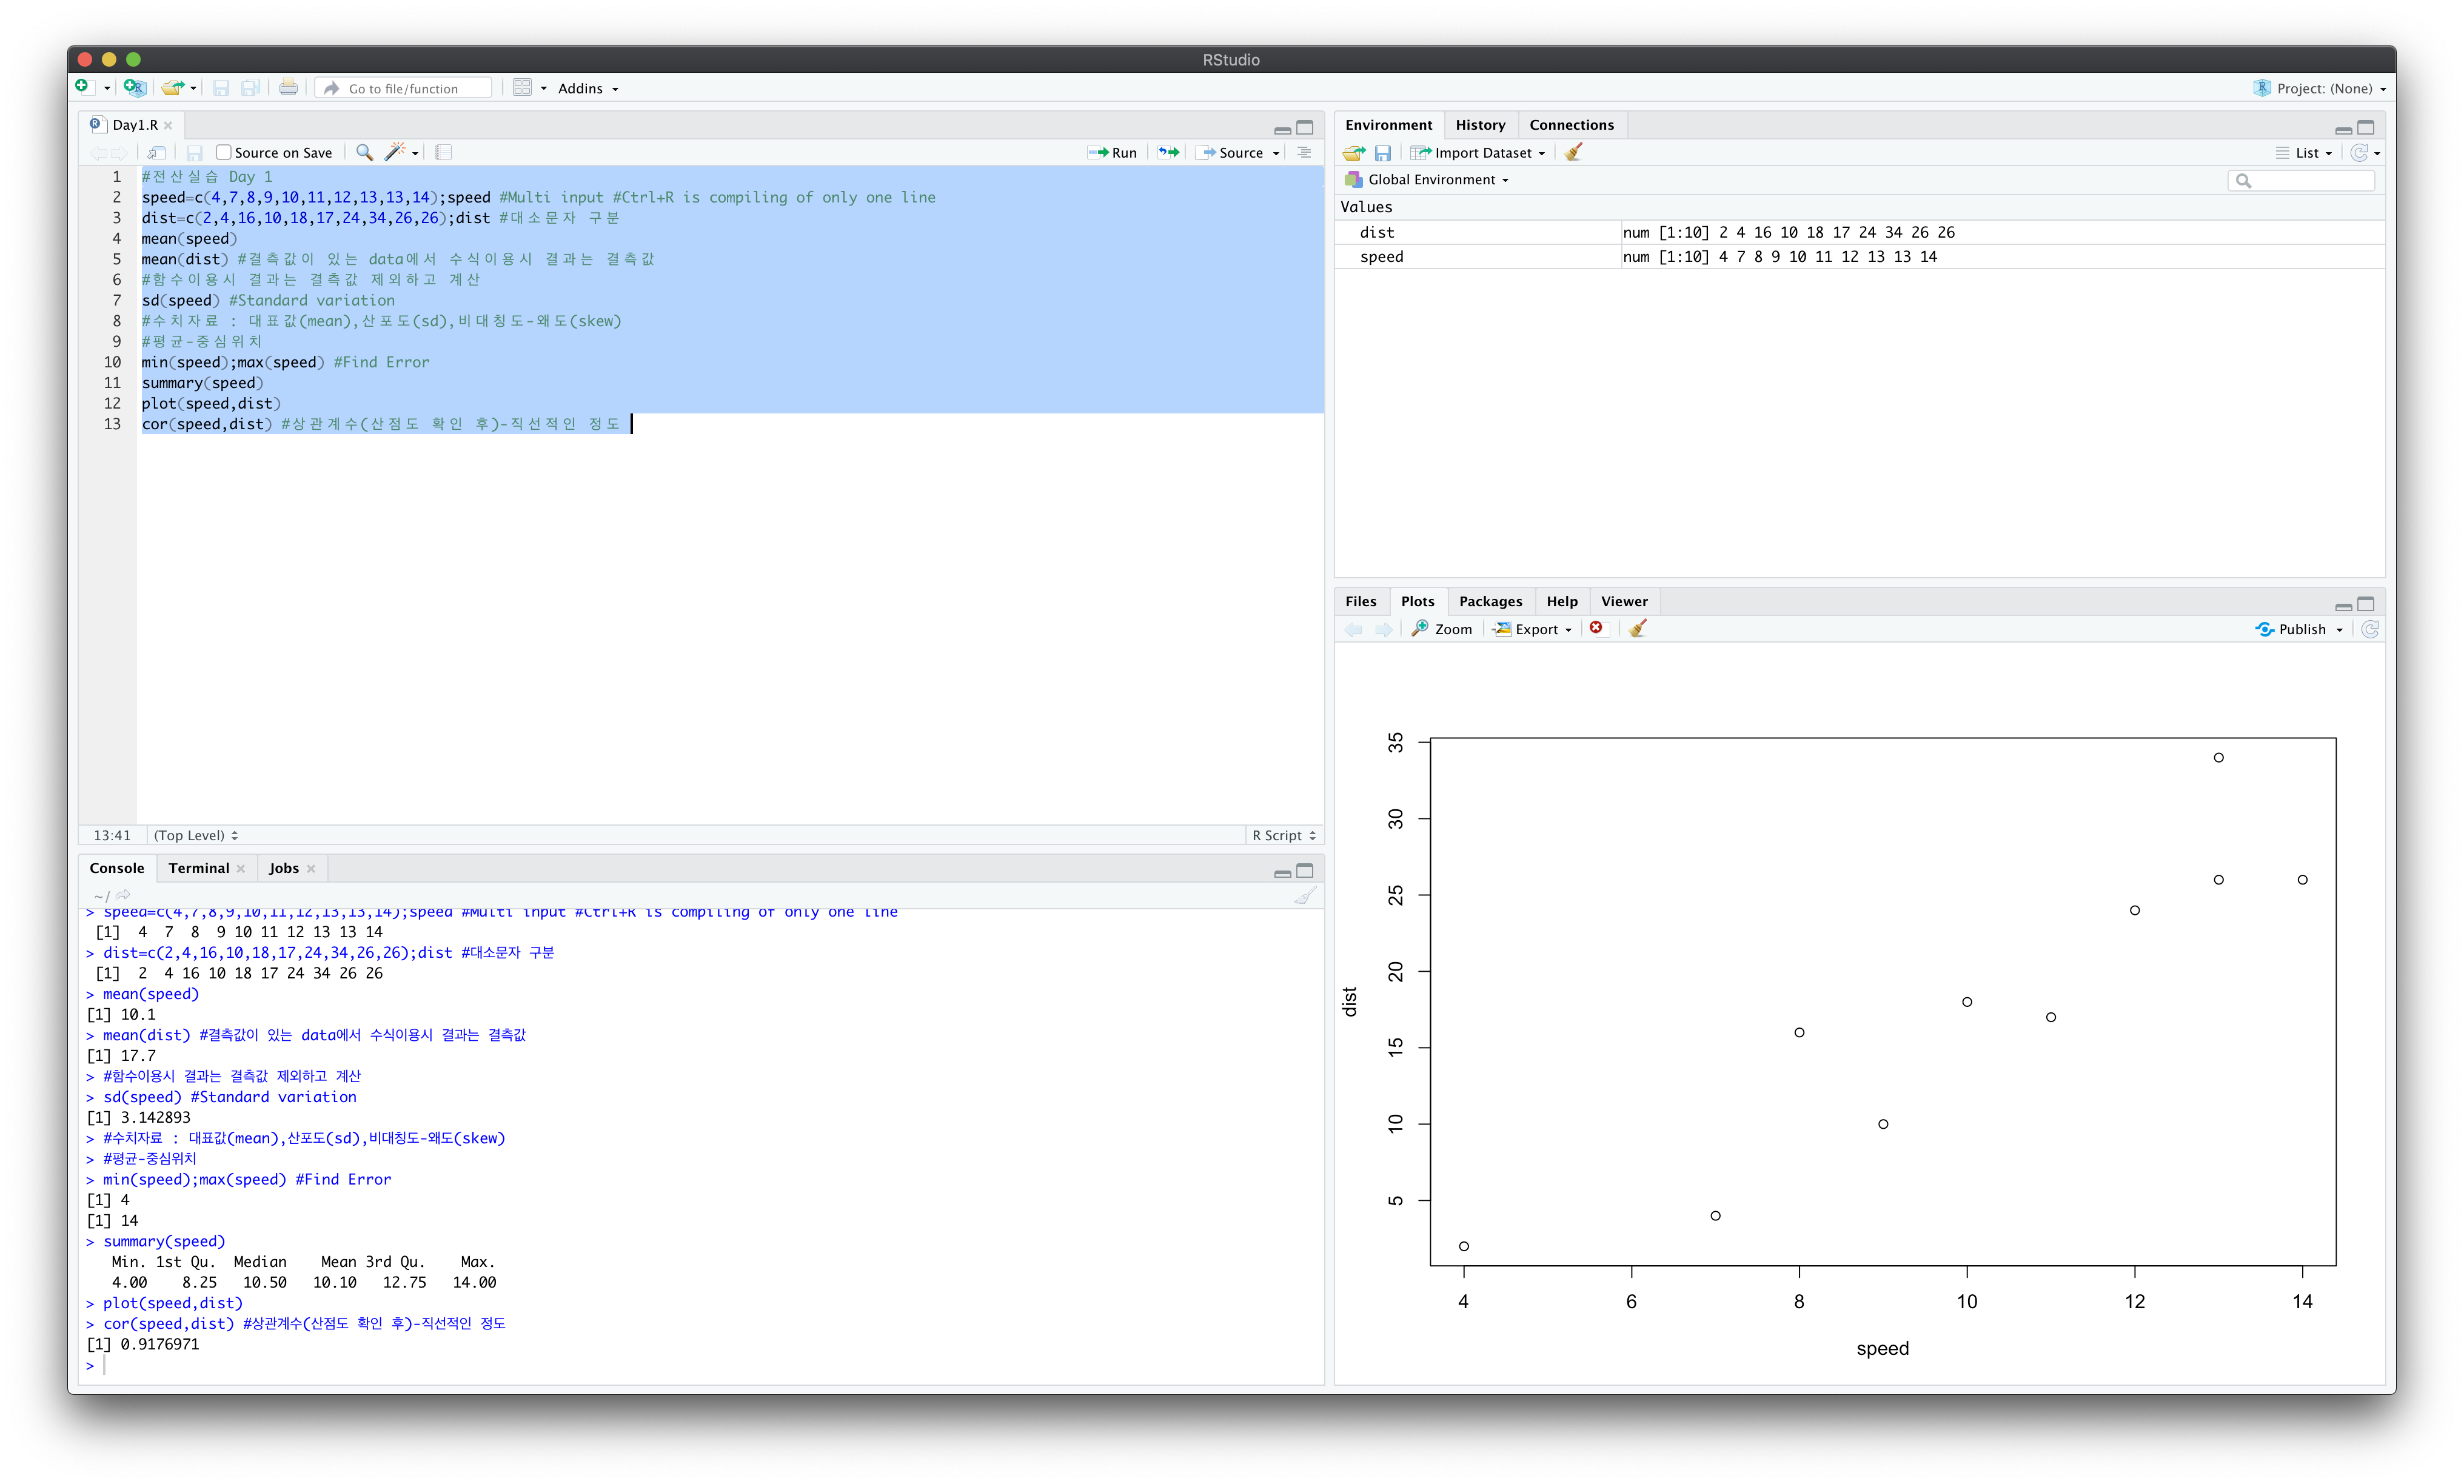 RStudio
Go to file/function
Addins
Project: (None)
Day1.R
Source on Save
Run
Source
1 #전산실습 Day 1
2 speed=c(4,7,8,9,10,11,12,13,13,14);speed #Multi input #Ctrl+R is compiling of only one line
3 dist=c(2,4,16,10,18,17,24,34,26,26);dist #대소문자 구분
4 mean(speed)
5 mean(dist) #결측값이 있는 data에서 수식이용시 결과는 결측값
6 #함수이용시 결과는 결측값 제외하고 계산
7 sd(speed) #Standard variation
8 #수치자료 : 대표값(mean),산포도(sd),비대칭도-왜도(skew)
9 #평균-중심위치
10 min(speed);max(speed) #Find Error
11 summary(speed)
12 plot(speed,dist)
13 cor(speed,dist) #상관계수(산점도 확인 후)-직선적인 정도
13:41 (Top Level) R Script
Console Terminal Jobs
~/
> speed=c(4,7,8,9,10,11,12,13,13,14);speed #Multi input #Ctrl+R is compiling of only one line
[1] 4 7 8 9 10 11 12 13 13 14
> dist=c(2,4,16,10,18,17,24,34,26,26);dist #대소문자 구분
[1] 2 4 16 10 18 17 24 34 26 26
> mean(speed)
[1] 10.1
> mean(dist) #결측값이 있는 data에서 수식이용시 결과는 결측값
[1] 17.7
> #함수이용시 결과는 결측값 제외하고 계산
> sd(speed) #Standard variation
[1] 3.142893
> #수치자료 : 대표값(mean),산포도(sd),비대칭도-왜도(skew)
> #평균-중심위치
> min(speed);max(speed) #Find Error
[1] 4
[1] 14
> summary(speed)
Min. 1st Qu. Median Mean 3rd Qu. Max.
4.00 8.25 10.50 10.10 12.75 14.00
> plot(speed,dist)
> cor(speed,dist) #상관계수(산점도 확인 후)-직선적인 정도
[1] 0.9176971
>
Environment History Connections
Import Dataset
List
Global Environment
Values
dist num [1:10] 2 4 16 10 18 17 24 34 26 26
speed num [1:10] 4 7 8 9 10 11 12 13 13 14
Files Plots Packages Help Viewer
Zoom Export Publish
35
30
25
20
15
10
5
dist
4 6 8 10 12 14
speed